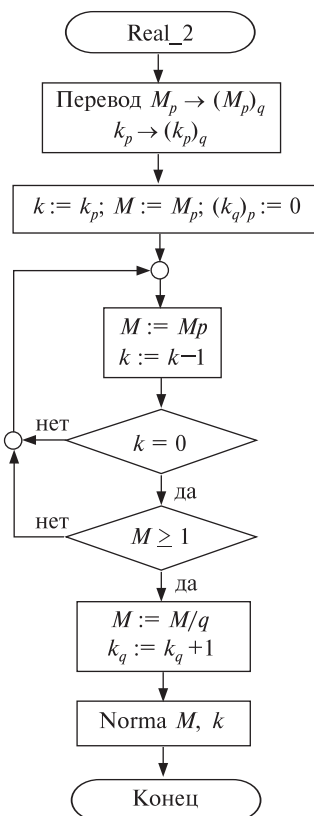 Real_2
Перевод M_p → (M_p)_q
k_p → (k_p)_q
k := k_p; M := M_p; (k_q)_p := 0
M := Mp
k := k−1
нет
k = 0
да
нет
M ≥ 1
да
M := M/q
k_q := k_q+1
Norma M, k
Конец